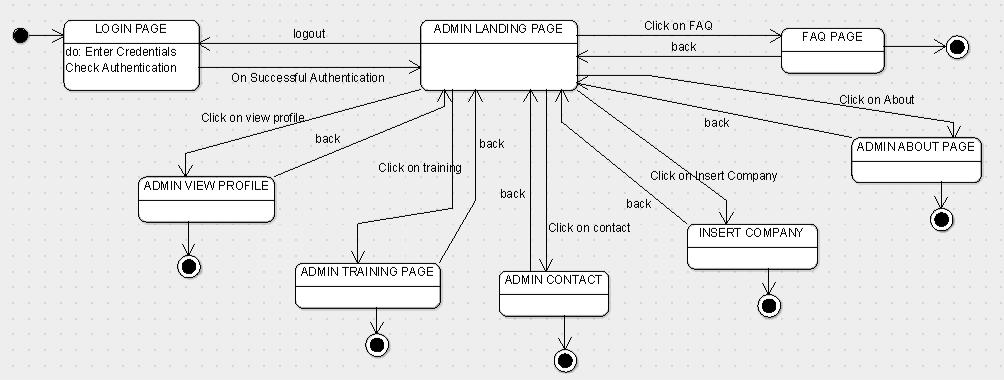 LOGIN PAGE
do: Enter Credentials
Check Authentication
logout
On Successful Authentication
ADMIN LANDING PAGE
Click on FAQ
back
FAQ PAGE
Click on About
back
ADMIN ABOUT PAGE
Click on view profile
back
ADMIN VIEW PROFILE
Click on training
back
ADMIN TRAINING PAGE
back
Click on contact
ADMIN CONTACT
Click on Insert Company
back
INSERT COMPANY